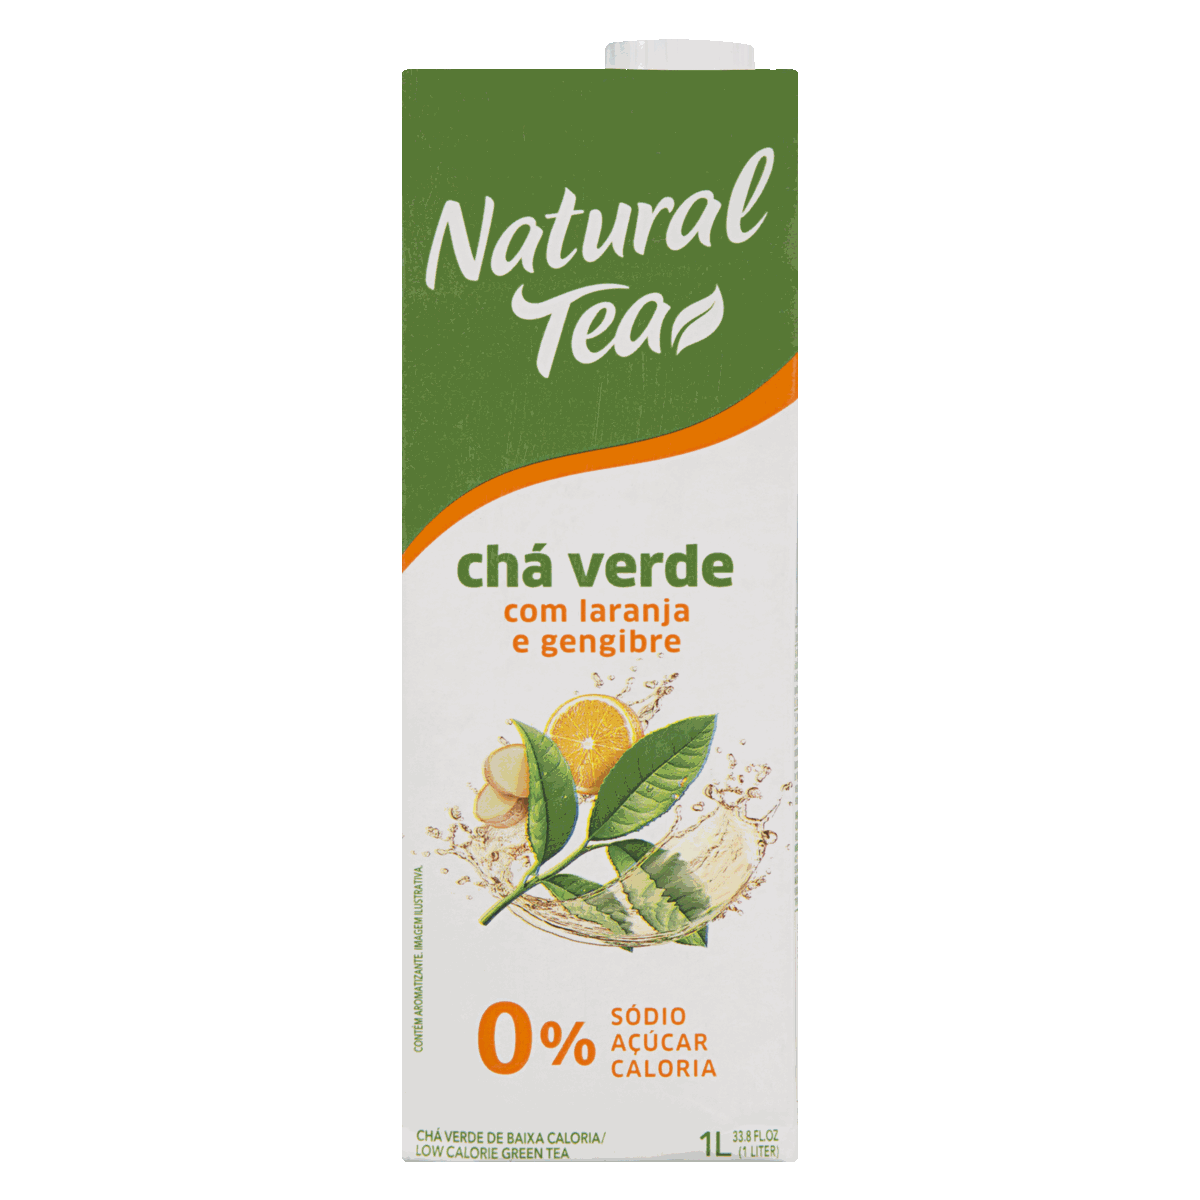 Natural
Tea
chá verde
com laranja
e gengibre
CONTÉM AROMATIZANTE. IMAGEM ILUSTRATIVA.
0% SÓDIO
AÇÚCAR
CALORIA
CHÁ VERDE DE BAIXA CALORIA/
LOW CALORIE GREEN TEA
1L 33.8 FL.OZ
(1 LITER)